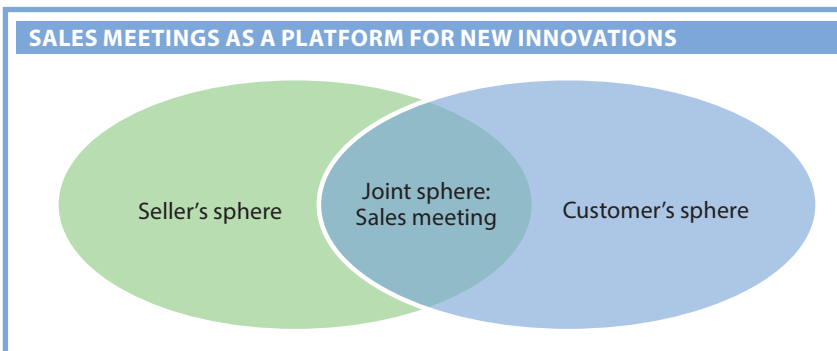 SALES MEETINGS AS A PLATFORM FOR NEW INNOVATIONS
Seller's sphere
Joint sphere:
Sales meeting
Customer's sphere